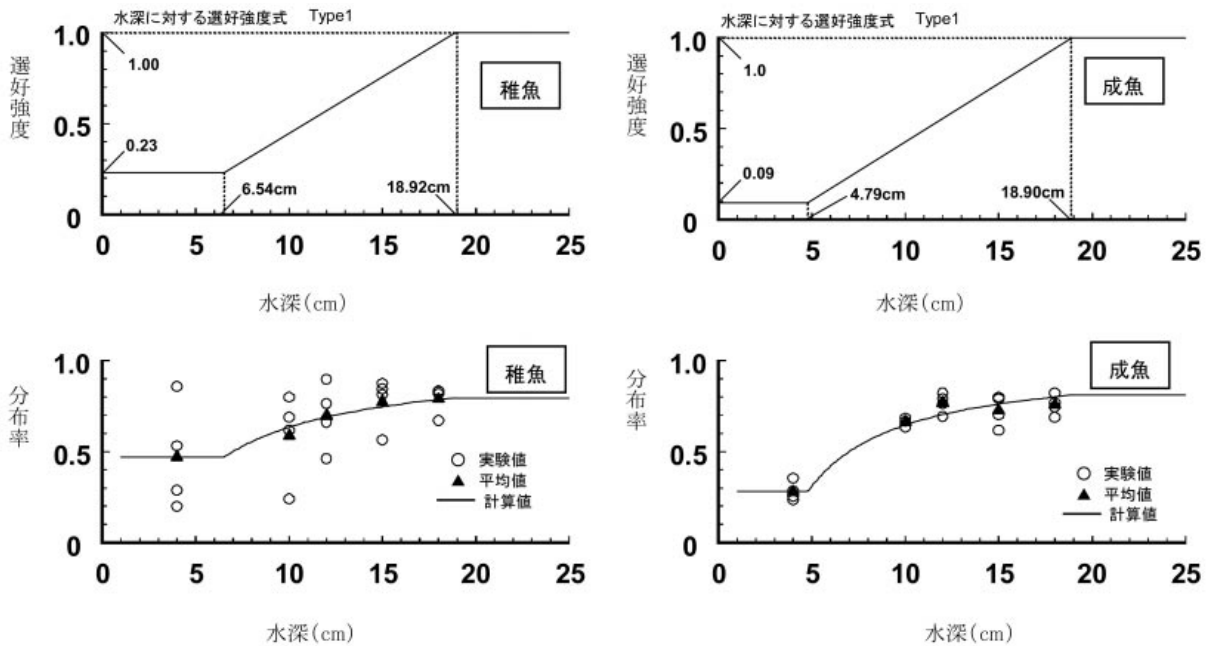 水深に対する選好強度式 Type1
選好強度
1.0
0.5
0
1.00
0.23
6.54cm
18.92cm
稚魚
0 5 10 15 20 25
水深(cm)
水深に対する選好強度式 Type1
選好強度
1.0
0.5
0
1.0
0.09
4.79cm
18.90cm
成魚
0 5 10 15 20 25
水深(cm)
分布率
1.0
0.5
0
稚魚
実験値
平均値
計算値
0 5 10 15 20 25
水深(cm)
分布率
1.0
0.5
0
成魚
実験値
平均値
計算値
0 5 10 15 20 25
水深(cm)